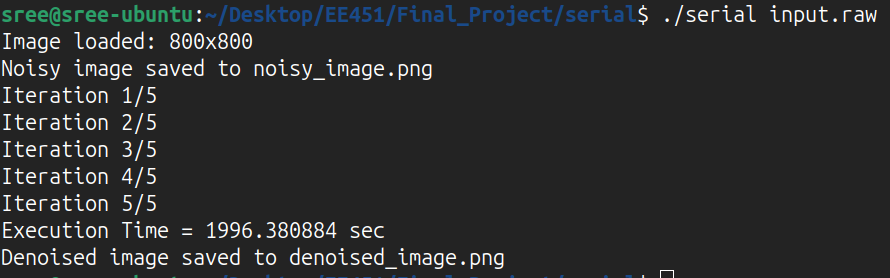 sree@sree-ubuntu:~/Desktop/EE451/Final_Project/serial$ ./serial input.raw
Image loaded: 800x800
Noisy image saved to noisy_image.png
Iteration 1/5
Iteration 2/5
Iteration 3/5
Iteration 4/5
Iteration 5/5
Execution Time = 1996.380884 sec
Denoised image saved to denoised_image.png